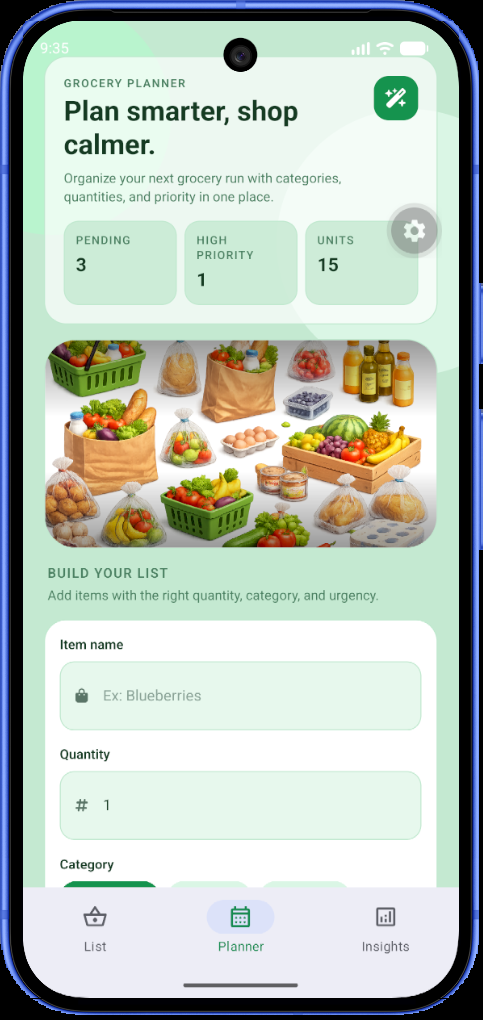 9:35
GROCERY PLANNER
Plan smarter, shop
calmer.
Organize your next grocery run with categories,
quantities, and priority in one place.
PENDING
3
HIGH
PRIORITY
1
UNITS
15
BUILD YOUR LIST
Add items with the right quantity, category, and urgency.
Item name
Ex: Blueberries
Quantity
# 1
Category
List
Planner
Insights